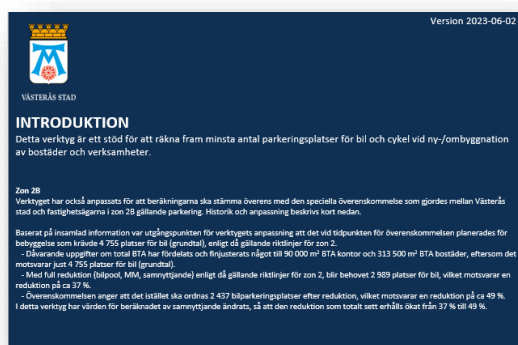 Version 2023-06-02
VÄSTERÅS STAD
INTRODUKTION
Detta verktyg är ett stöd för att räkna fram minsta antal parkeringsplatser för bil och cykel vid ny-/ombyggnation
av bostäder och verksamheter.
Zon 2B
Verktyget har också anpassats för att beräkningarna ska stämma överens med den speciella överenskommelse som gjordes mellan Västerås
stad och fastighetsägarna i zon 2B gällande parkering. Historik och anpassning beskrivs kort nedan.
Baserat på insamlad information var utgångspunkten för verktygets anpassning att det vid tidpunkten för överenskommelsen planerades för
bebyggelse som krävde 4 755 platser för bil (grundtal), enligt då gällande riktlinjer för zon 2.
- Dåvarande uppgifter om total BTA har fördelats och finjusterats något till 90 000 m² BTA kontor och 313 500 m² BTA bostäder, eftersom det
motsvarar just 4 755 platser för bil (grundtal).
- Med full reduktion (bilpool, MM, samnyttjande) enligt då gällande riktlinjer för zon 2, blir behovet 2 989 platser för bil, vilket motsvarar en
reduktion på ca 37 %.
- Överenskommelsen anger att det istället ska ordnas 2 437 bilparkeringsplatser efter reduktion, vilket motsvarar en reduktion på ca 49 %.
I detta verktyg har värden för beräknadet av samnyttjande ändrats, så att den reduktion som totalt sett erhålls ökat från 37 % till 49 %.